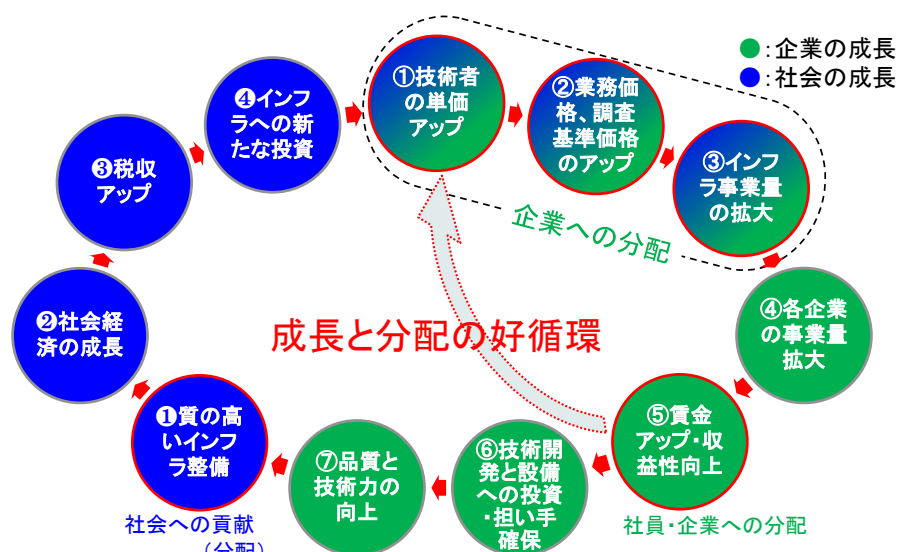 ●:企業の成長
●:社会の成長
①技術者
の単価
アップ
②業務価
格、調査
基準価格
のアップ
③インフ
ラ事業量
の拡大
企業への分配
④各企業
の事業量
拡大
⑤賃金
アップ・収
益性向上
社員・企業への分配
⑥技術開
発と設備
への投資
・担い手
確保
⑦品質と
技術力の
向上
❶質の高
いインフ
ラ整備
社会への貢献
(分配)
❷社会経
済の成長
❸税収
アップ
❹インフ
ラへの新
たな投資
成長と分配の好循環